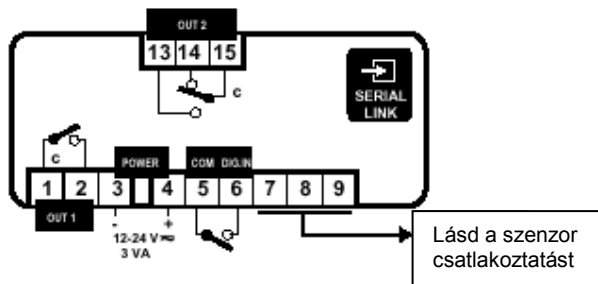 OUT 2
13 14 15
C
SERIAL
LINK
C
POWER
COM DIG.IN
1 2 3 4 5 6 7 8 9
OUT 1
- +
12-24 V
3 VA
Lásd a szenzor
csatlakoztatást